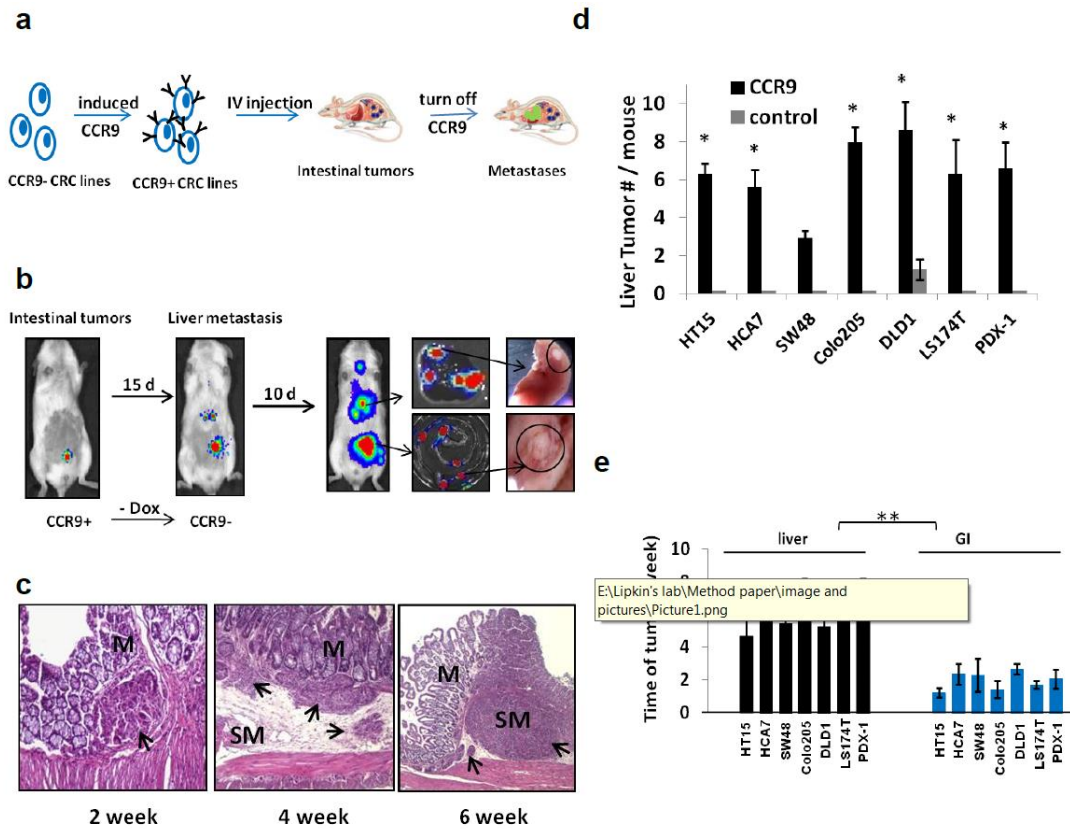 a
induced
CCR9
IV injection
turn off
CCR9
CCR9- CRC lines
CCR9+ CRC lines
Intestinal tumors
Metastases
b
Intestinal tumors
Liver metastasis
15 d
10 d
- Dox
CCR9+
CCR9-
c
M
M
SM
M
SM
2 week
4 week
6 week
d
CCR9
control
Liver Tumor # / mouse
10
8
6
4
2
0
*
*
*
*
*
*
HT15
HCA7
SW48
Colo205
DLD1
LS174T
PDX-1
e
**
liver
GI
Time of tum
week)
10
E:\Lipkin's lab\Method paper\image and
pictures\Picture1.png
4
2
0
HT15
HCA7
SW48
Colo205
DLD1
LS174T
PDX-1
HT15
HCA7
SW48
Colo205
DLD1
LS174T
PDX-1